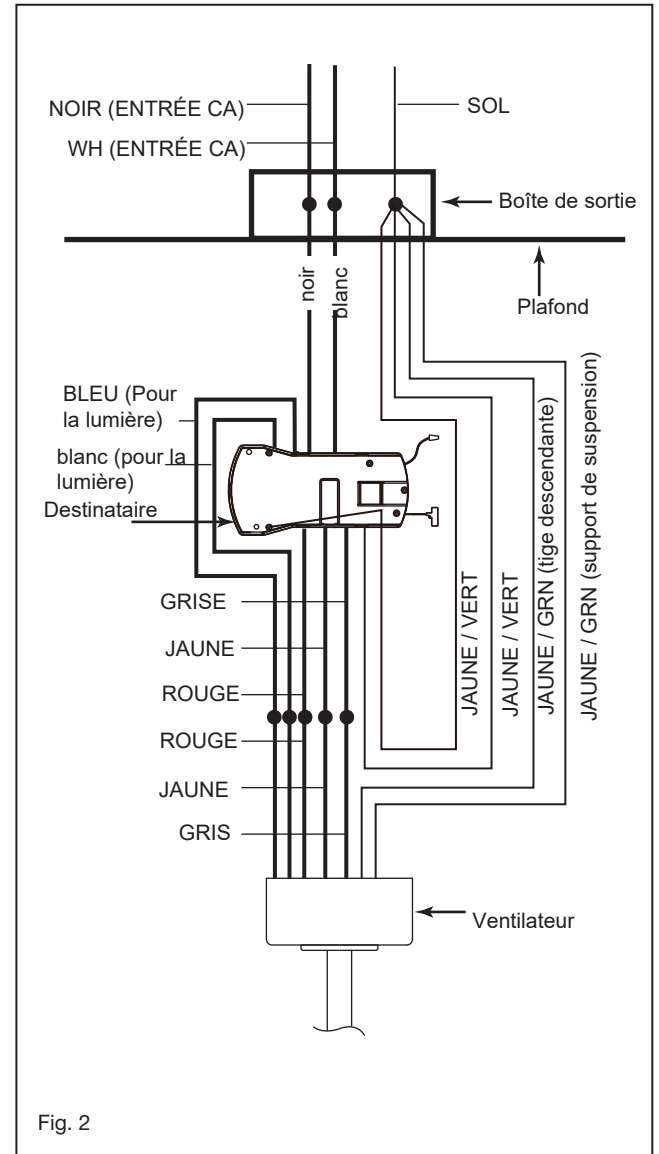 NOIR (ENTRÉE CA)
SOL
WH (ENTRÉE CA)
Boîte de sortie
noir
blanc
Plafond
BLEU (Pour
la lumière)
blanc (pour la
lumière)
Destinataire
GRISE
JAUNE
ROUGE
ROUGE
JAUNE
GRIS
JAUNE / VERT
JAUNE / VERT
JAUNE / GRN (tige descendante)
JAUNE / GRN (support de suspension)
Ventilateur
Fig. 2